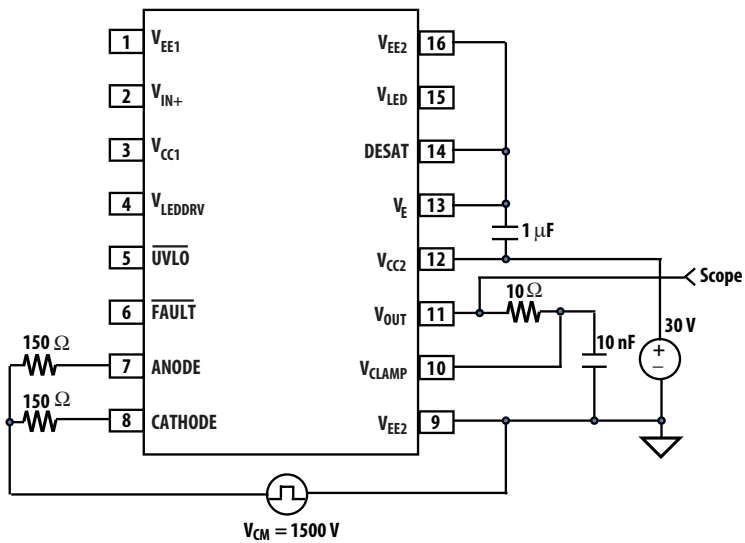 1 V_EE1
2 V_IN+
3 V_CC1
4 V_LEDDRV
5 U̅V̅L̅O̅
6 F̅A̅U̅L̅T̅
7 ANODE
8 CATHODE
150 Ω
150 Ω
V_EE2 16
V_LED 15
DESAT 14
V_E 13
V_CC2 12
V_OUT 11
V_CLAMP 10
V_EE2 9
1 μF
Scope
10 Ω
10 nF
30 V
+
−
V_CM = 1500 V